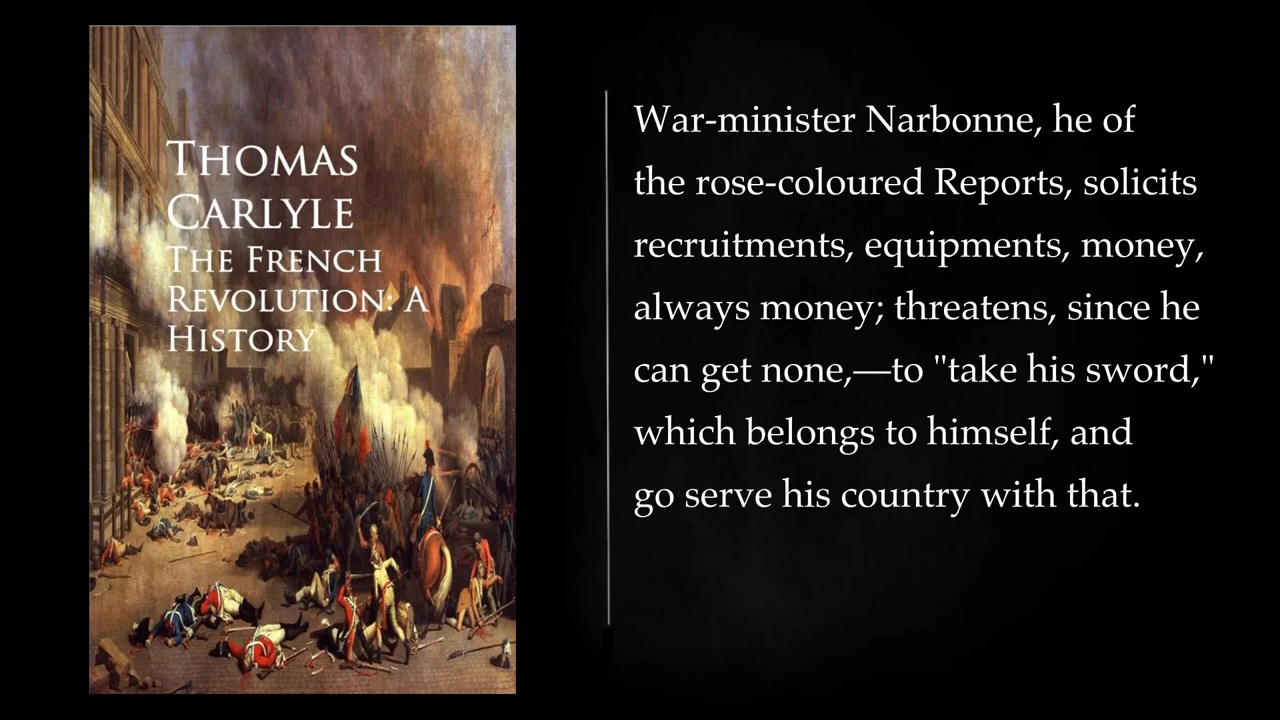 THOMAS
CARLYLE
THE FRENCH
REVOLUTION: A
HISTORY
War-minister Narbonne, he of
the rose-coloured Reports, solicits
recruitments, equipments, money,
always money; threatens, since he
can get none,—to "take his sword,"
which belongs to himself, and
go serve his country with that.